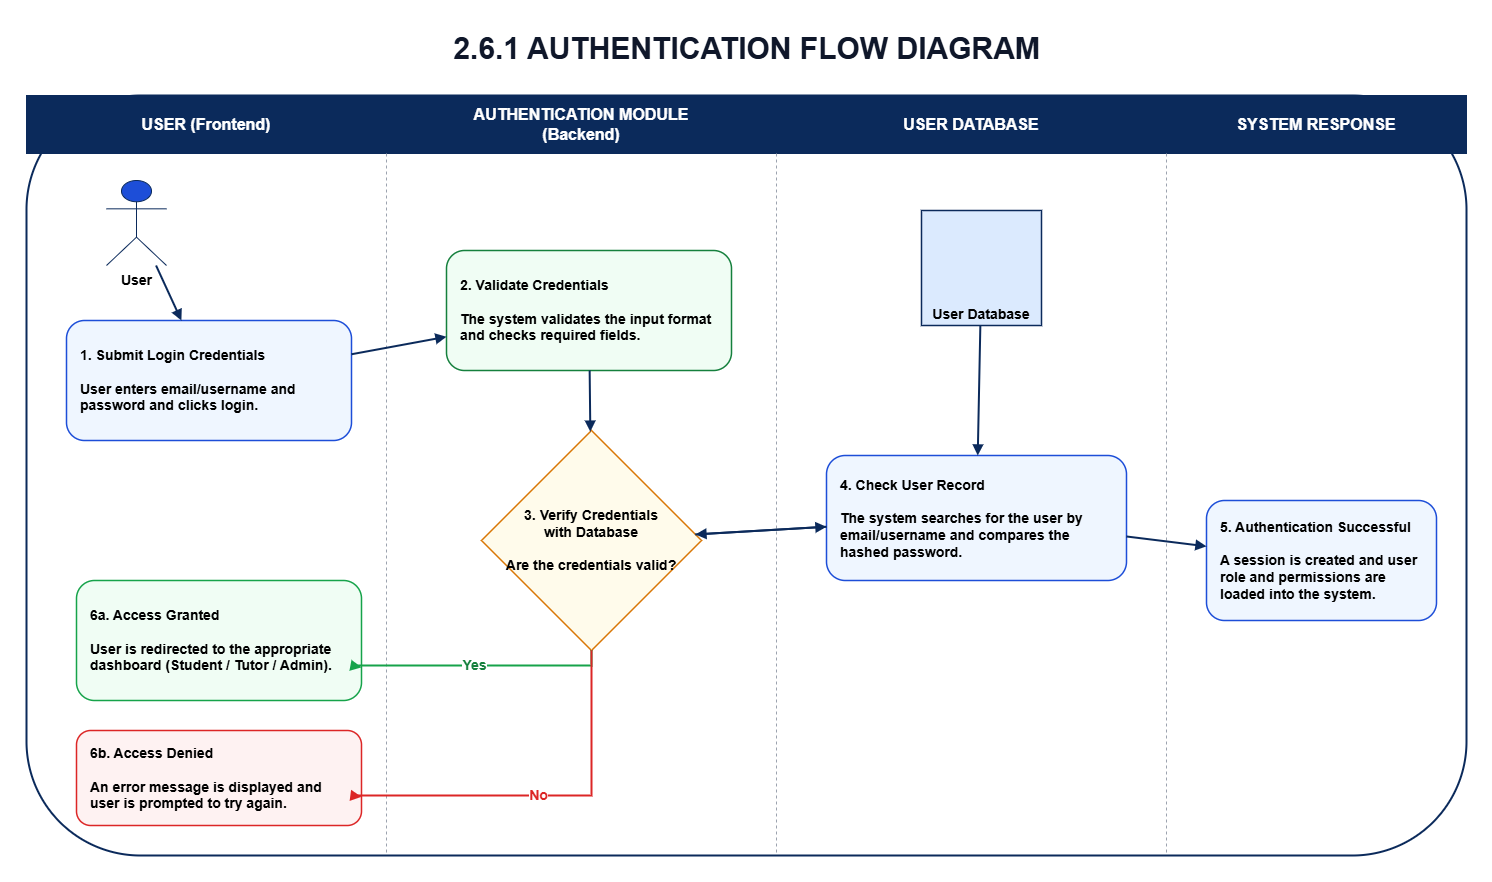 2.6.1 AUTHENTICATION FLOW DIAGRAM
USER (Frontend)
AUTHENTICATION MODULE
(Backend)
USER DATABASE
SYSTEM RESPONSE
User
1. Submit Login Credentials
User enters email/username and
password and clicks login.
2. Validate Credentials
The system validates the input format
and checks required fields.
User Database
3. Verify Credentials
with Database
Are the credentials valid?
4. Check User Record
The system searches for the user by
email/username and compares the
hashed password.
5. Authentication Successful
A session is created and user
role and permissions are
loaded into the system.
6a. Access Granted
User is redirected to the appropriate
dashboard (Student / Tutor / Admin).
Yes
6b. Access Denied
An error message is displayed and
user is prompted to try again.
No